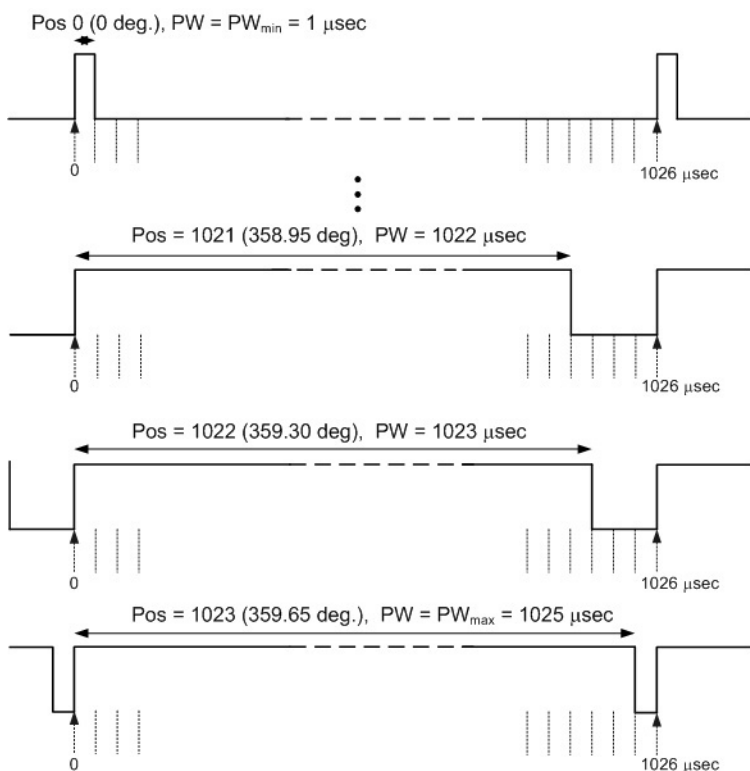 Pos 0 (0 deg.), PW = PWmin = 1 μsec
0
1026 μsec
Pos = 1021 (358.95 deg), PW = 1022 μsec
0
1026 μsec
Pos = 1022 (359.30 deg), PW = 1023 μsec
0
1026 μsec
Pos = 1023 (359.65 deg.), PW = PWmax = 1025 μsec
0
1026 μsec